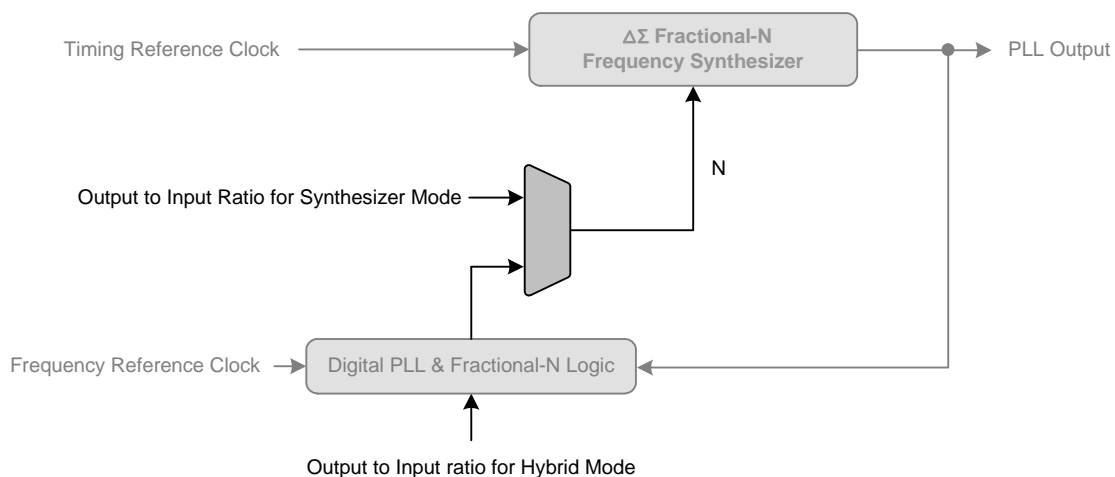 Timing Reference Clock
ΔΣ Fractional-N
Frequency Synthesizer
PLL Output
N
Output to Input Ratio for Synthesizer Mode
Frequency Reference Clock
Digital PLL & Fractional-N Logic
Output to Input ratio for Hybrid Mode